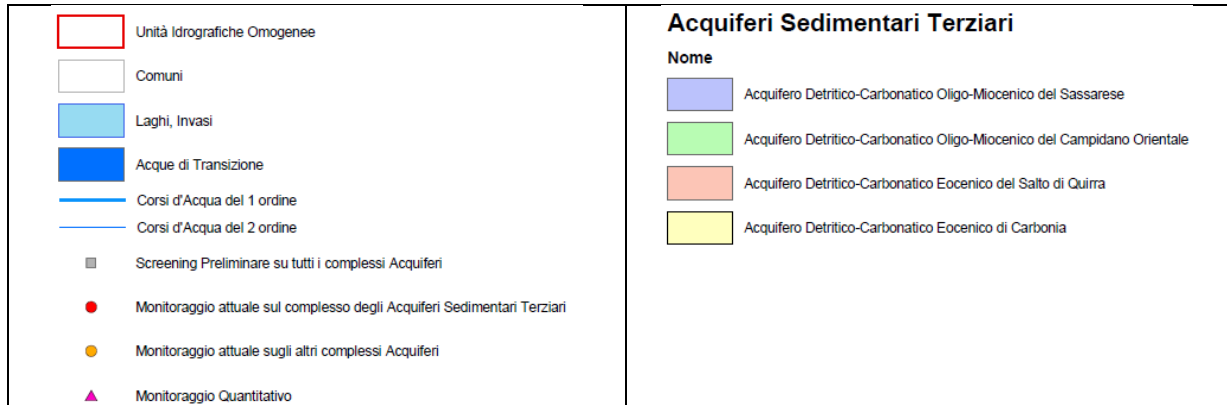 Unità Idrografiche Omogenee
Comuni
Laghi, Invasi
Acque di Transizione
Corsi d'Acqua del 1 ordine
Corsi d'Acqua del 2 ordine
Screening Preliminare su tutti i complessi Acquiferi
Monitoraggio attuale sul complesso degli Acquiferi Sedimentari Terziari
Monitoraggio attuale sugli altri complessi Acquiferi
Monitoraggio Quantitativo
Acquiferi Sedimentari Terziari
Nome
Acquifero Detritico-Carbonatico Oligo-Miocenico del Sassarese
Acquifero Detritico-Carbonatico Oligo-Miocenico del Campidano Orientale
Acquifero Detritico-Carbonatico Eocenico del Salto di Quirra
Acquifero Detritico-Carbonatico Eocenico di Carbonia